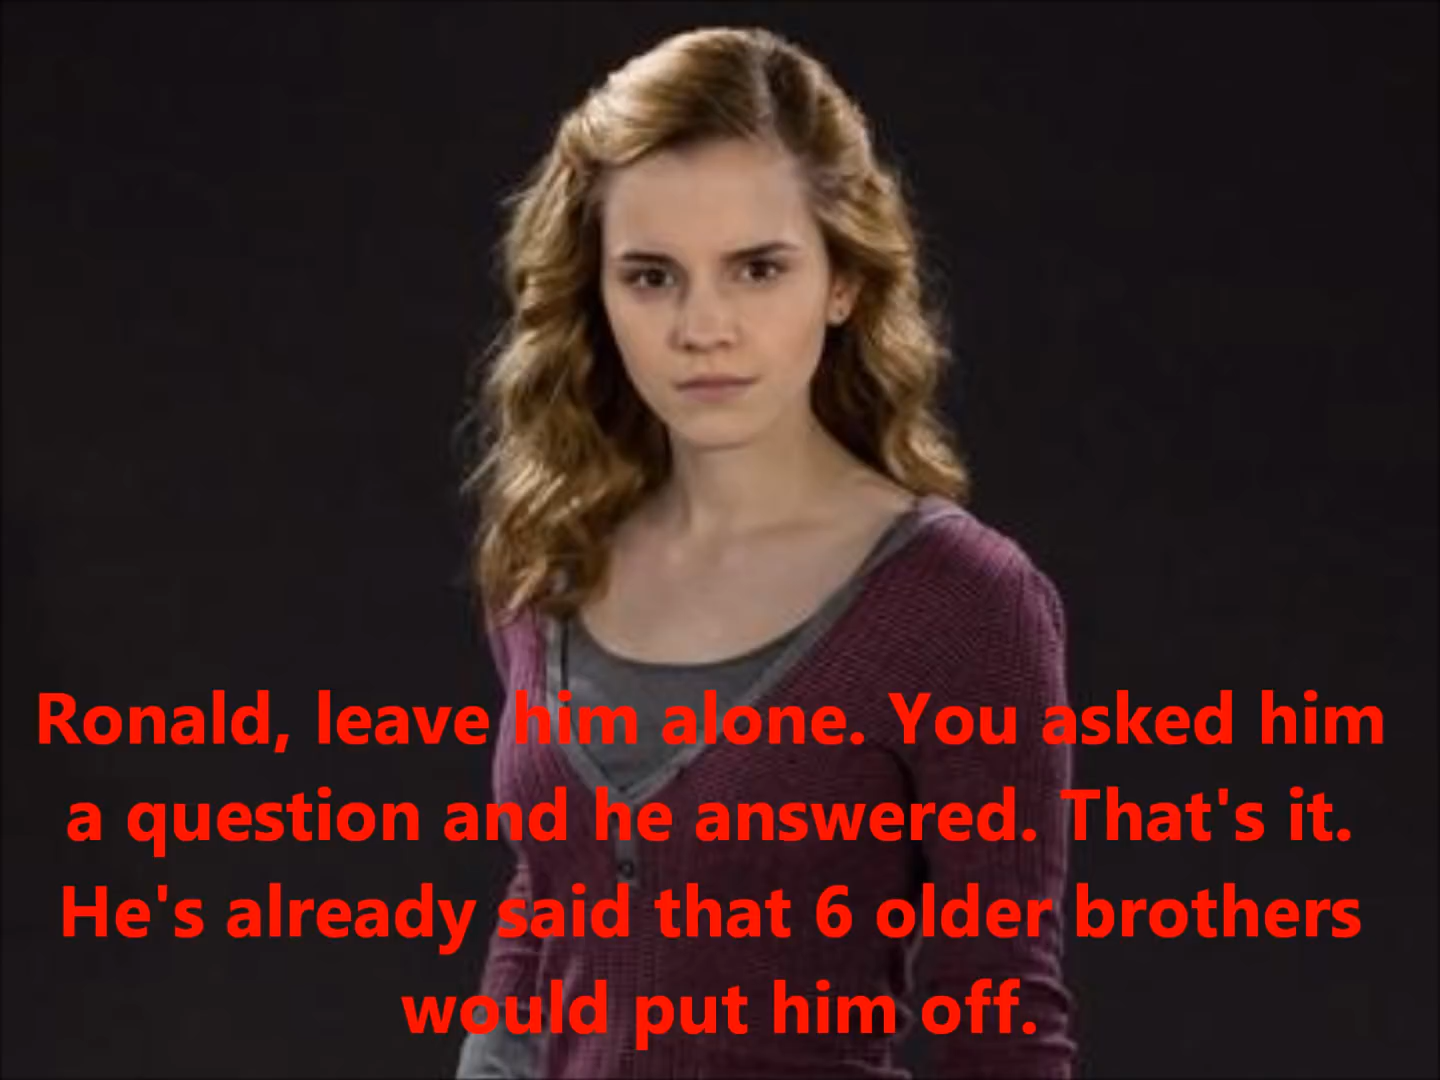 Ronald, leave him alone. You asked him
a question and he answered. That's it.
He's already said that 6 older brothers
would put him off.